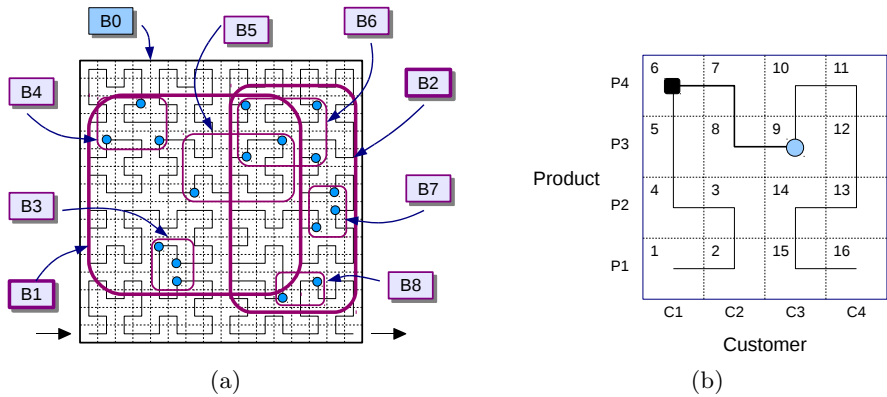 B0
B5
B6
B4
B2
B3
B7
B1
B8
(a)
6 7 10 11
P4
5 8 9 12
P3
Product
4 3 14 13
P2
1 2 15 16
P1
C1 C2 C3 C4
Customer
(b)